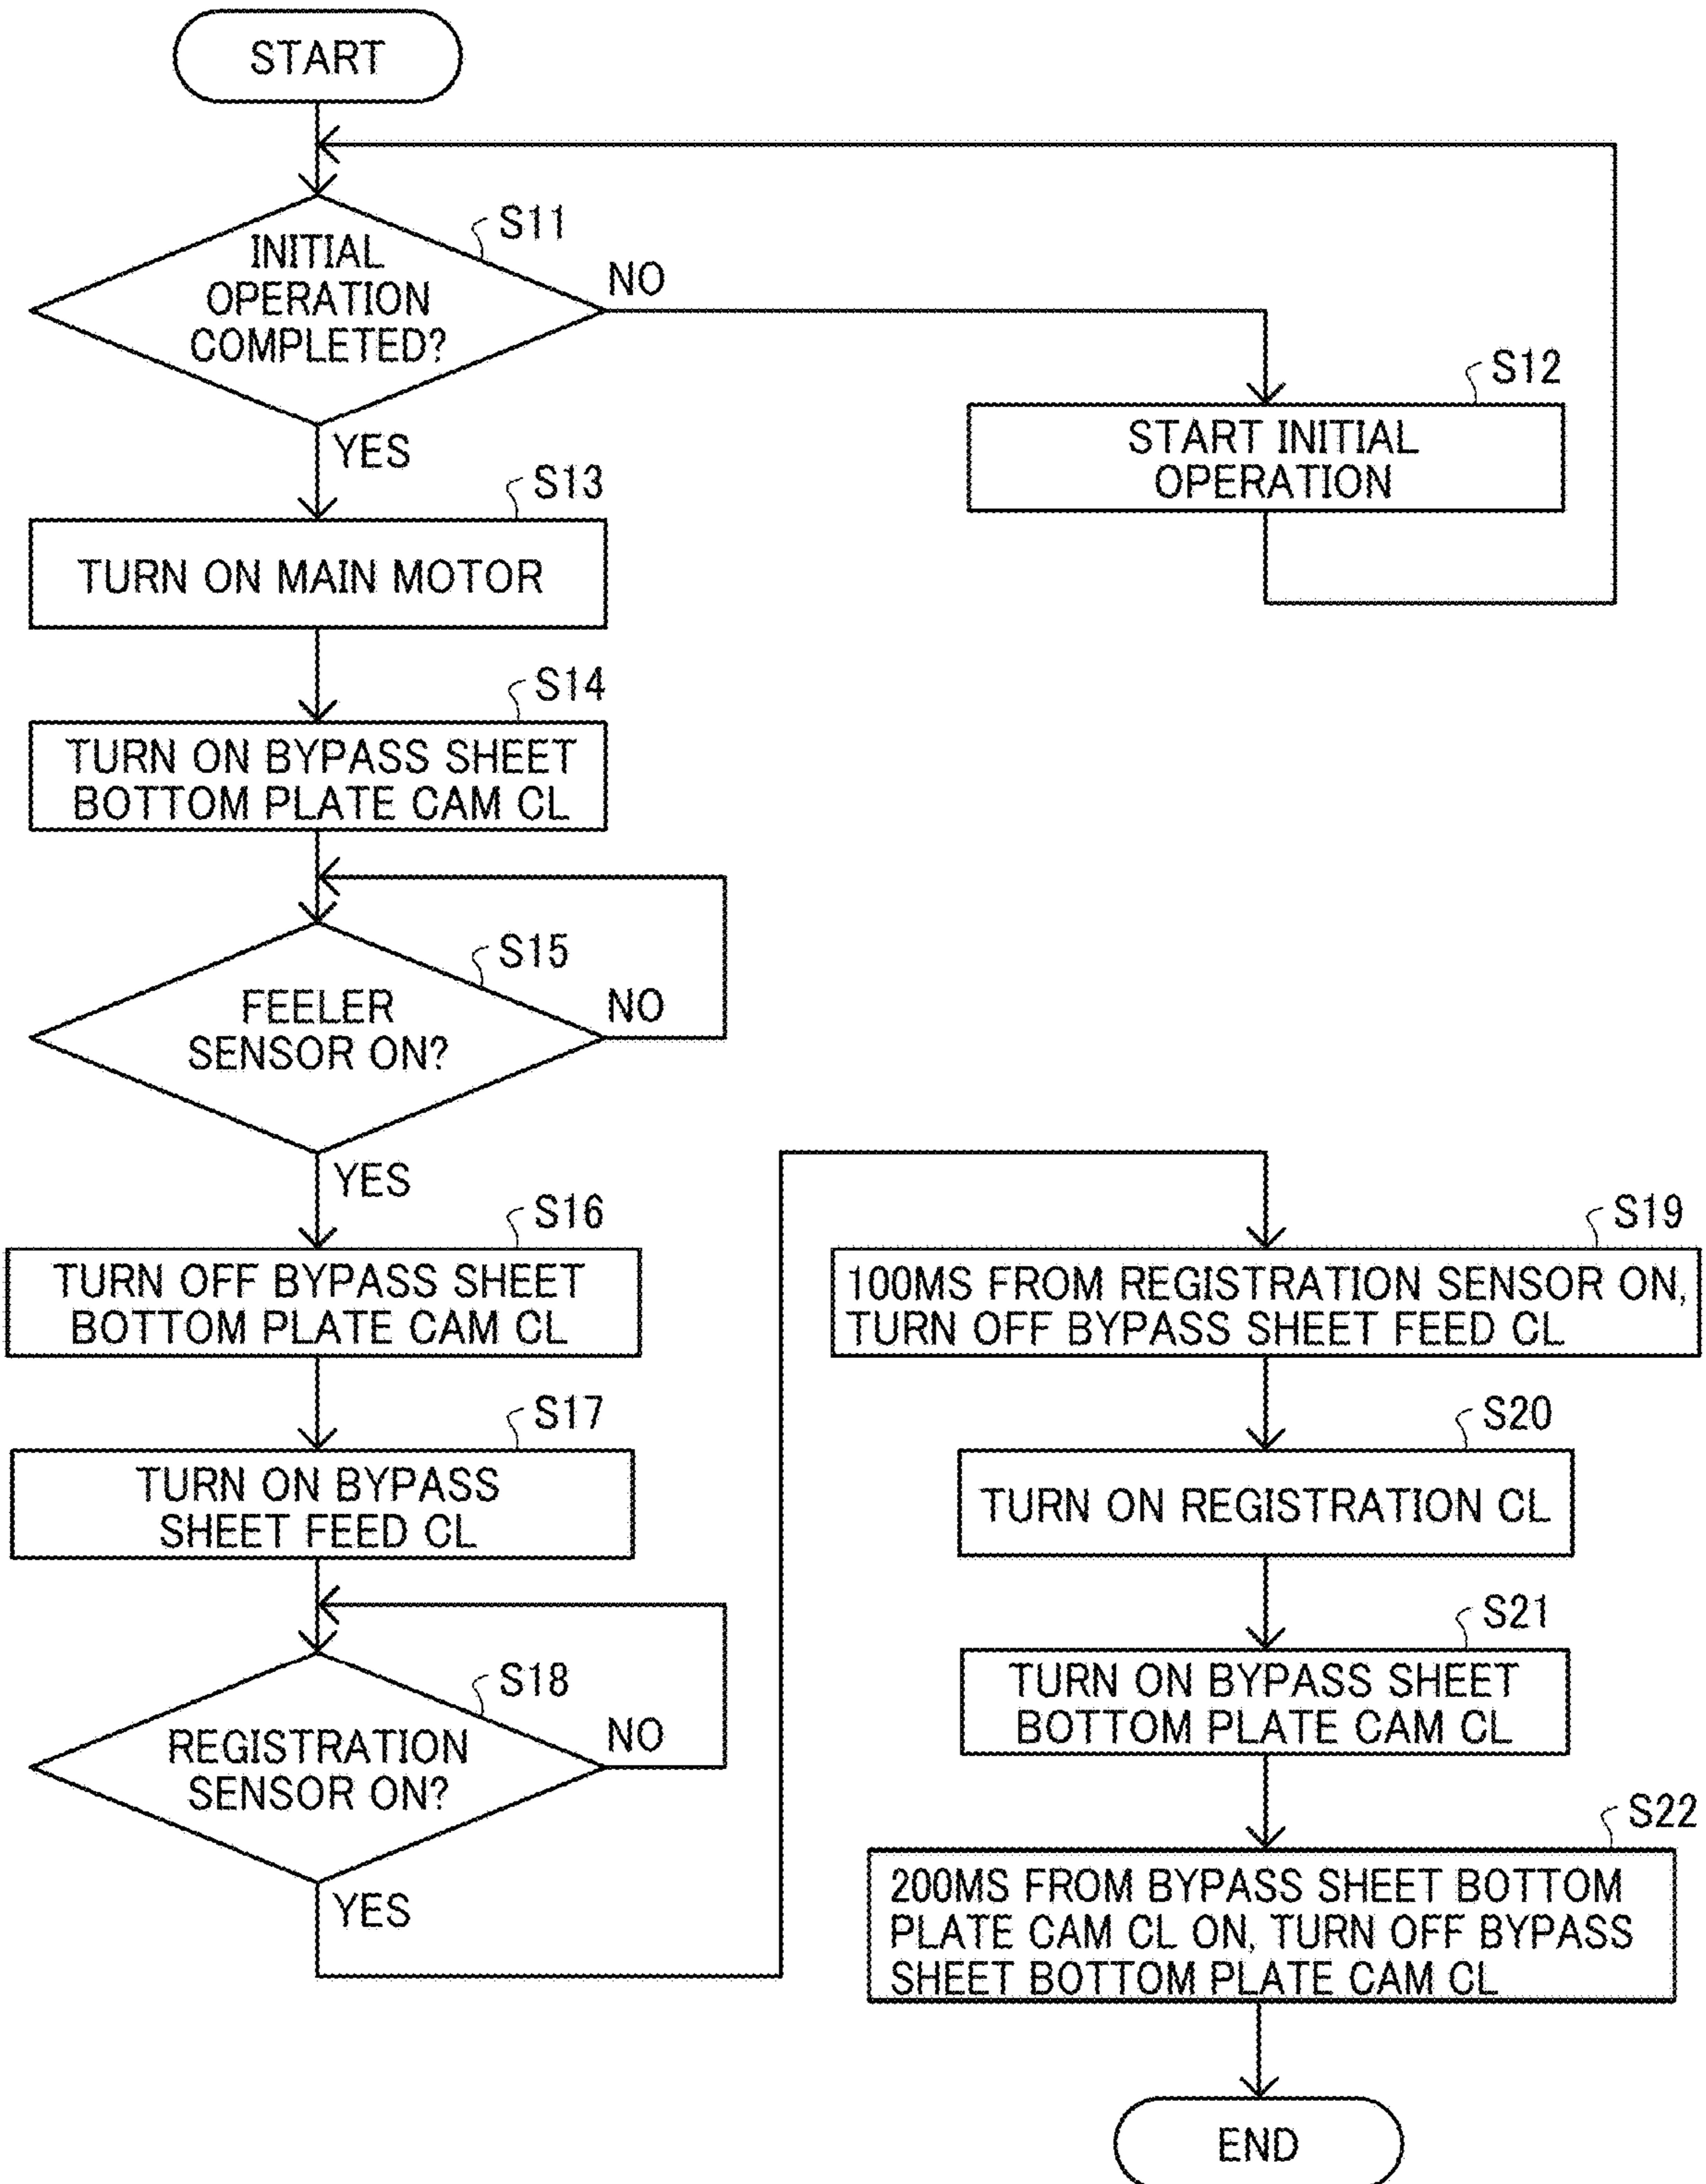 START
S11
INITIAL
OPERATION
COMPLETED?
NO
YES
S12
START INITIAL
OPERATION
S13
TURN ON MAIN MOTOR
S14
TURN ON BYPASS SHEET
BOTTOM PLATE CAM CL
S15
FEELER
SENSOR ON?
NO
YES
S16
TURN OFF BYPASS SHEET
BOTTOM PLATE CAM CL
S17
TURN ON BYPASS
SHEET FEED CL
S18
REGISTRATION
SENSOR ON?
NO
YES
S19
100MS FROM REGISTRATION SENSOR ON,
TURN OFF BYPASS SHEET FEED CL
S20
TURN ON REGISTRATION CL
S21
TURN ON BYPASS SHEET
BOTTOM PLATE CAM CL
S22
200MS FROM BYPASS SHEET BOTTOM
PLATE CAM CL ON, TURN OFF BYPASS
SHEET BOTTOM PLATE CAM CL
END